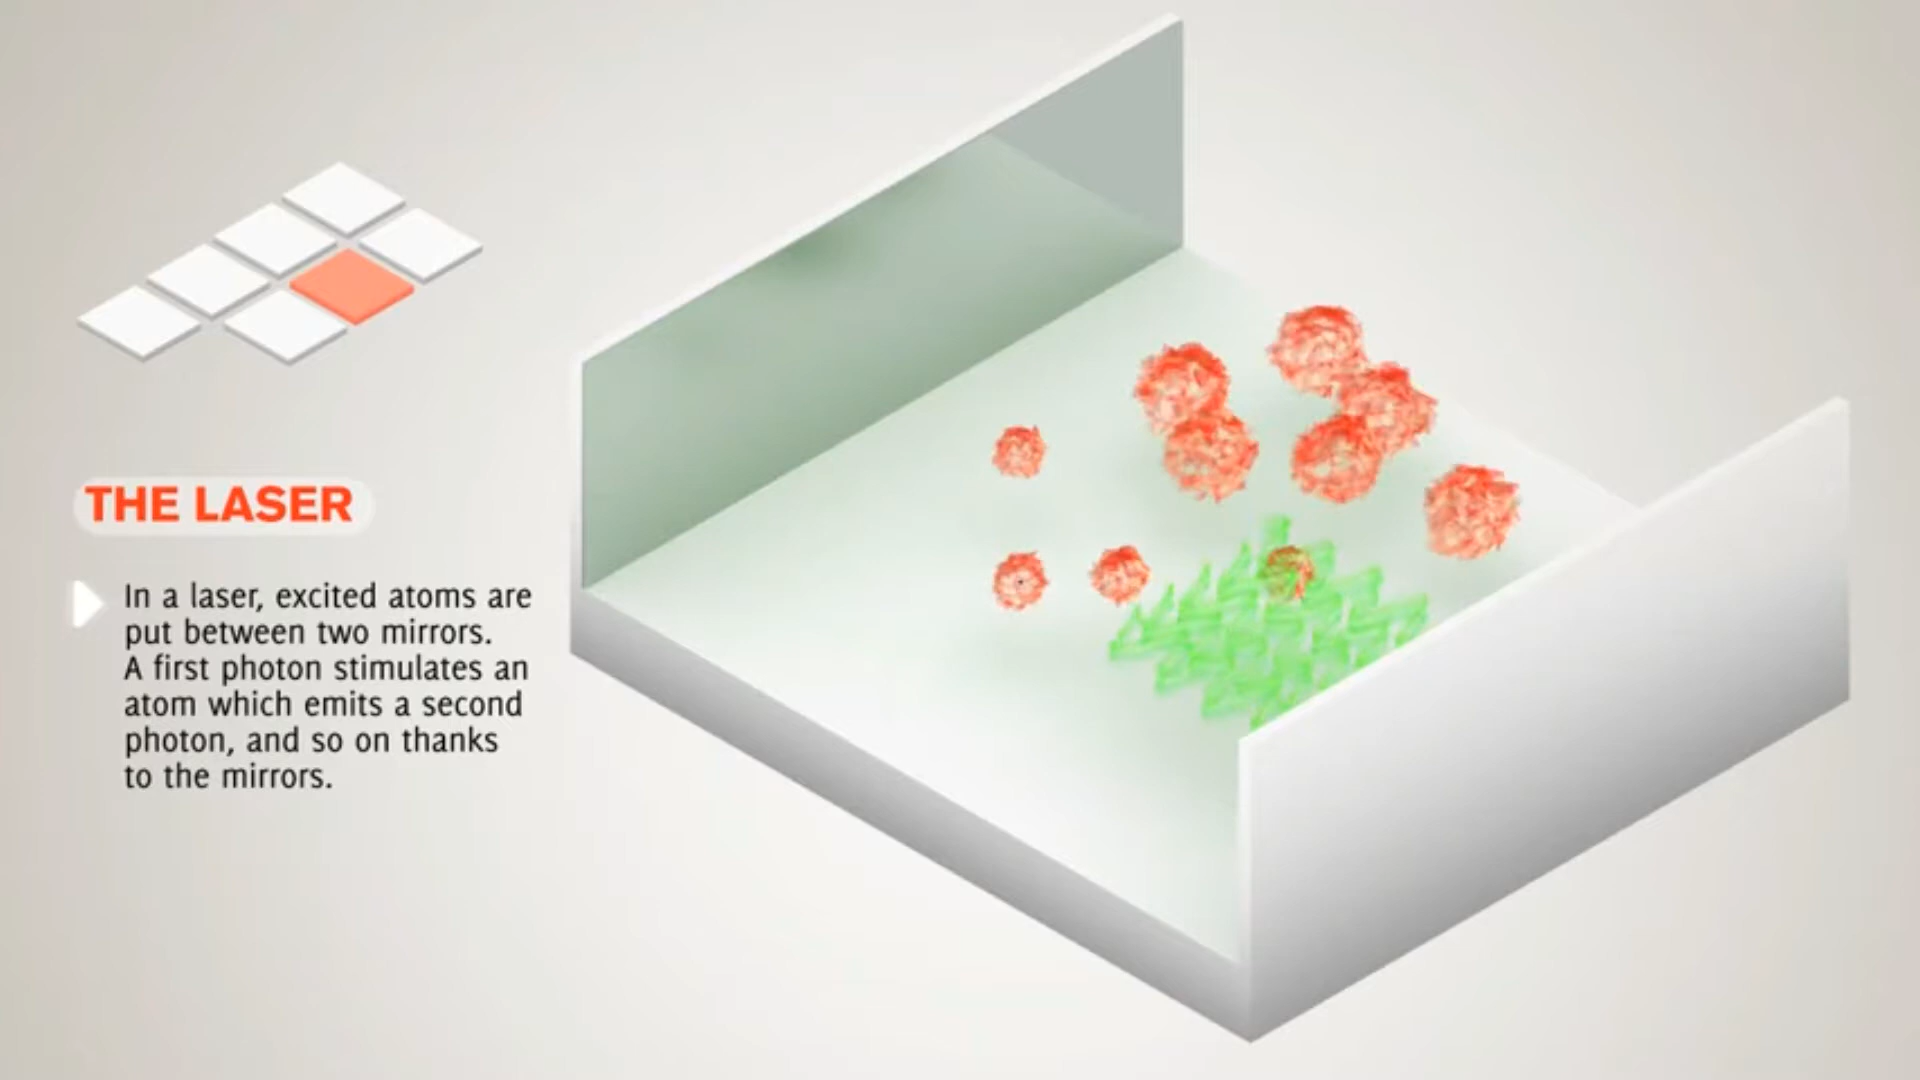 THE LASER
In a laser, excited atoms are
put between two mirrors.
A first photon stimulates an
atom which emits a second
photon, and so on thanks
to the mirrors.